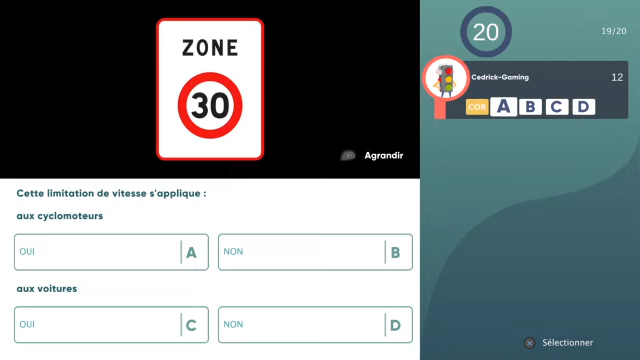 ZONE
30
Agrandir
20
19/20
Cedrick-Gaming
12
COR A B C D
Cette limitation de vitesse s'applique :
aux cyclomoteurs
OUI A
NON B
aux voitures
OUI C
NON D
Sélectionner